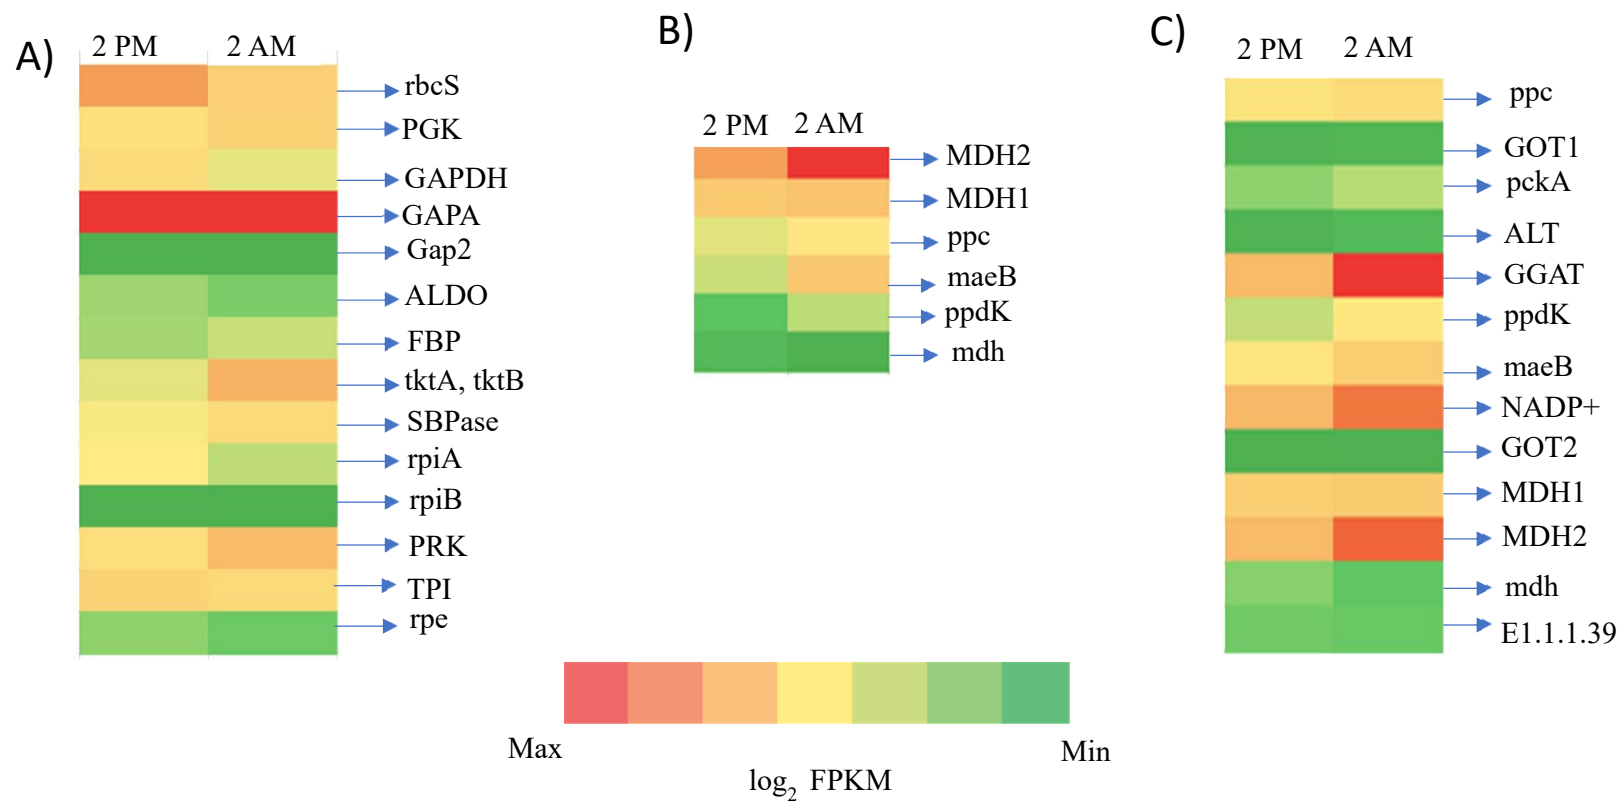 A)
2 PM 2 AM
rbcS
PGK
GAPDH
GAPA
Gap2
ALDO
FBP
tktA, tktB
SBPase
rpiA
rpiB
PRK
TPI
rpe
B)
2 PM 2 AM
MDH2
MDH1
ppc
maeB
ppdK
mdh
C)
2 PM 2 AM
ppc
GOT1
pckA
ALT
GGAT
ppdK
maeB
NADP+
GOT2
MDH1
MDH2
mdh
E1.1.1.39
Max Min
log₂ FPKM